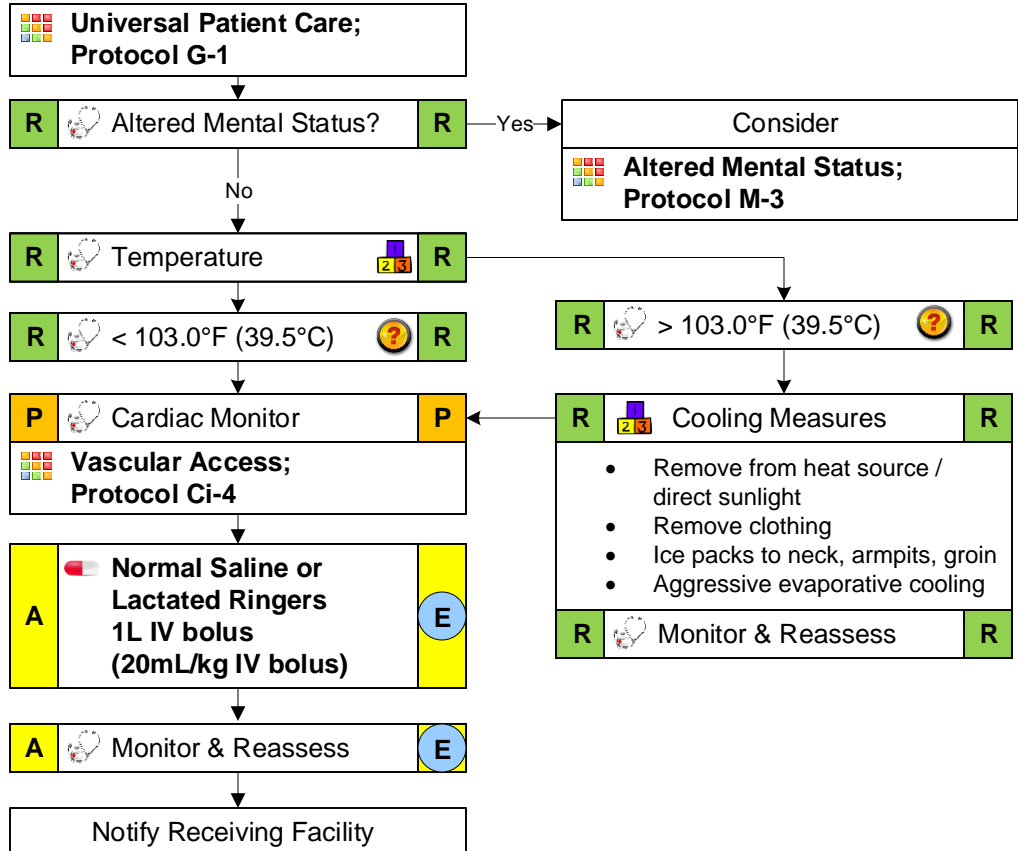 Universal Patient Care;
Protocol G-1
R Altered Mental Status? R
Yes
Consider
Altered Mental Status;
Protocol M-3
No
R Temperature 1 2 3 R
R < 103.0°F (39.5°C) ? R
R > 103.0°F (39.5°C) ? R
P Cardiac Monitor P
Vascular Access;
Protocol Ci-4
R 1 2 3 Cooling Measures R
• Remove from heat source /
direct sunlight
• Remove clothing
• Ice packs to neck, armpits, groin
• Aggressive evaporative cooling
R Monitor & Reassess R
A Normal Saline or
Lactated Ringers
1L IV bolus
(20mL/kg IV bolus)
E
A Monitor & Reassess E
Notify Receiving Facility